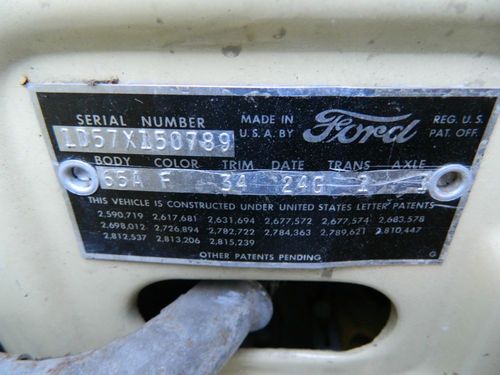 SERIAL NUMBER MADE IN U.S.A. BY Ford REG. U.S. PAT. OFF.
1D57X150789
BODY COLOR TRIM DATE TRANS AXLE
65A F 34 24G 1 3
THIS VEHICLE IS CONSTRUCTED UNDER UNITED STATES LETTER PATENTS
2,590,719 2,617,681 2,631,694 2,677,572 2,677,574 2,683,578
2,698,012 2,726,894 2,782,722 2,784,363 2,789,621 2,810,447
2,812,537 2,813,206 2,815,239
OTHER PATENTS PENDING G